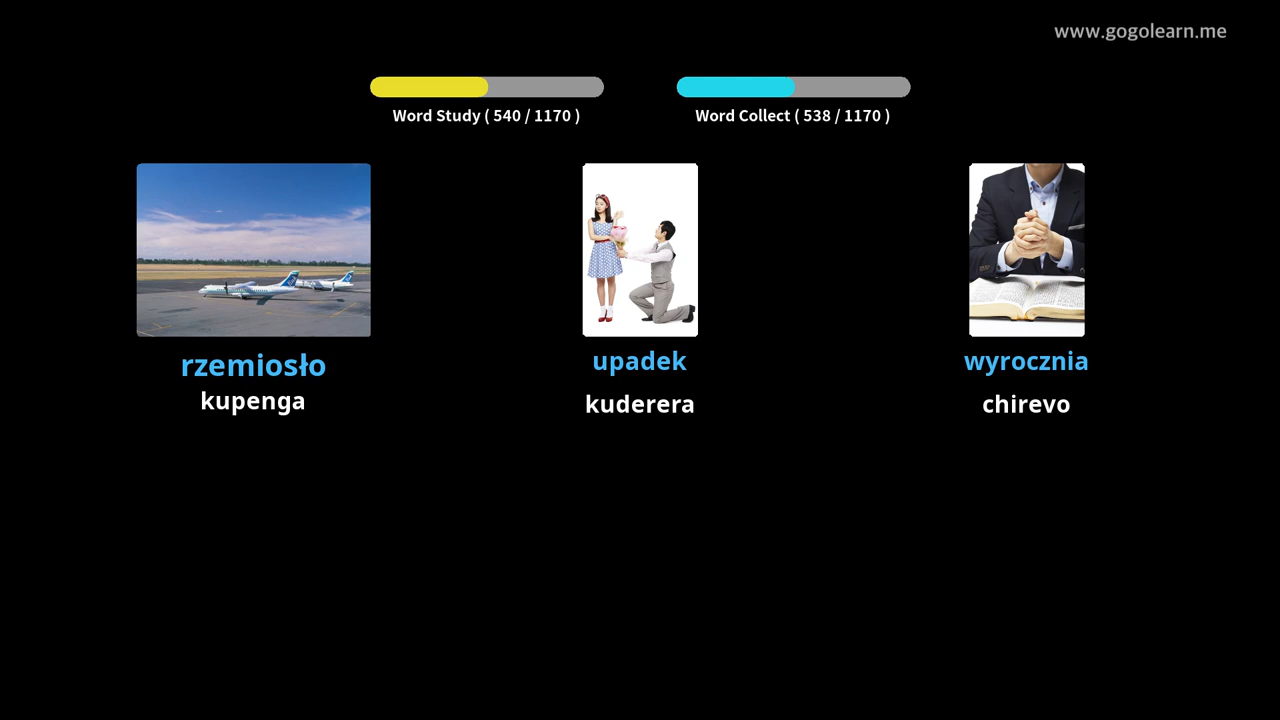 www.gogolearn.me
Word Study ( 540 / 1170 )
Word Collect ( 538 / 1170 )
rzemiosło
kupenga
upadek
kuderera
wyrocznia
chirevo